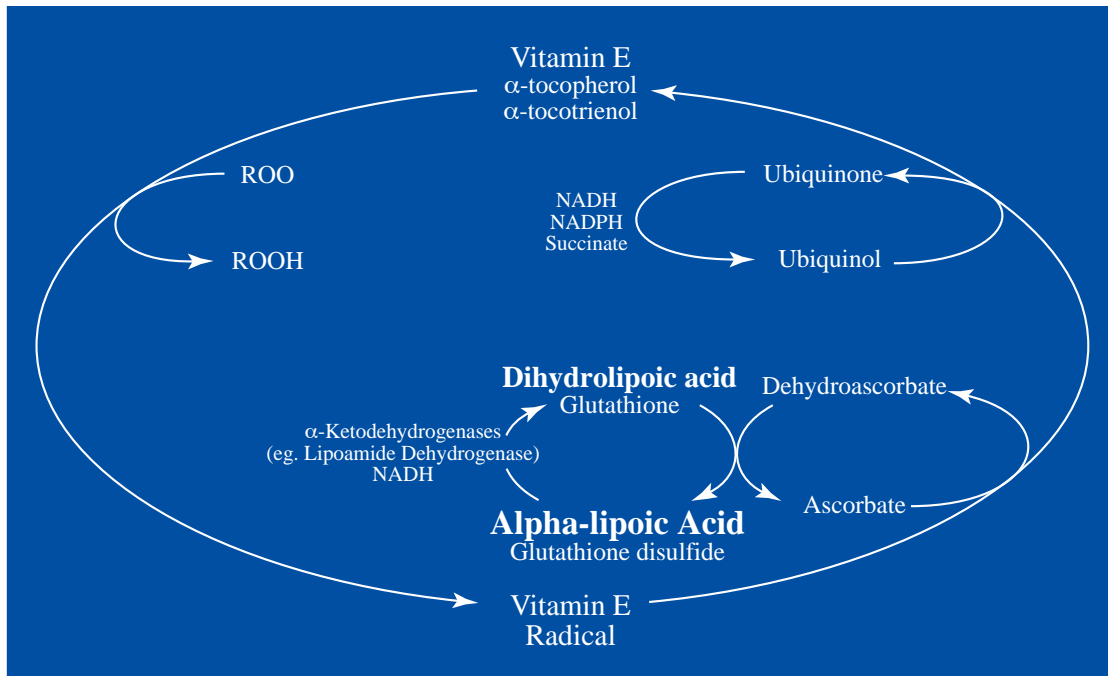 Vitamin E
α-tocopherol
α-tocotrienol
ROO
ROOH
Ubiquinone
NADH
NADPH
Succinate
Ubiquinol
Dihydrolipoic acid
Glutathione
Dehydroascorbate
α-Ketodehydrogenases
(eg. Lipoamide Dehydrogenase)
NADH
Ascorbate
Alpha-lipoic Acid
Glutathione disulfide
Vitamin E
Radical